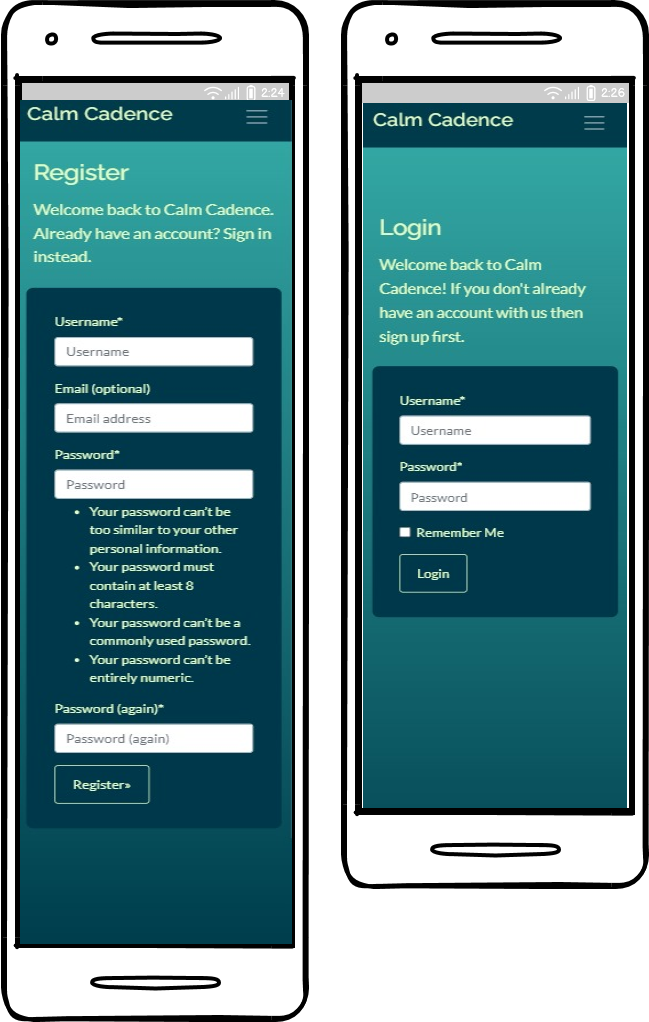 2:24
Calm Cadence
Register
Welcome back to Calm Cadence.
Already have an account? Sign in
instead.
Username*
Username
Email (optional)
Email address
Password*
Password
• Your password can't be
too similar to your other
personal information.
• Your password must
contain at least 8
characters.
• Your password can't be a
commonly used password.
• Your password can't be
entirely numeric.
Password (again)*
Password (again)
Register»
2:26
Calm Cadence
Login
Welcome back to Calm
Cadence! If you don't already
have an account with us then
sign up first.
Username*
Username
Password*
Password
Remember Me
Login